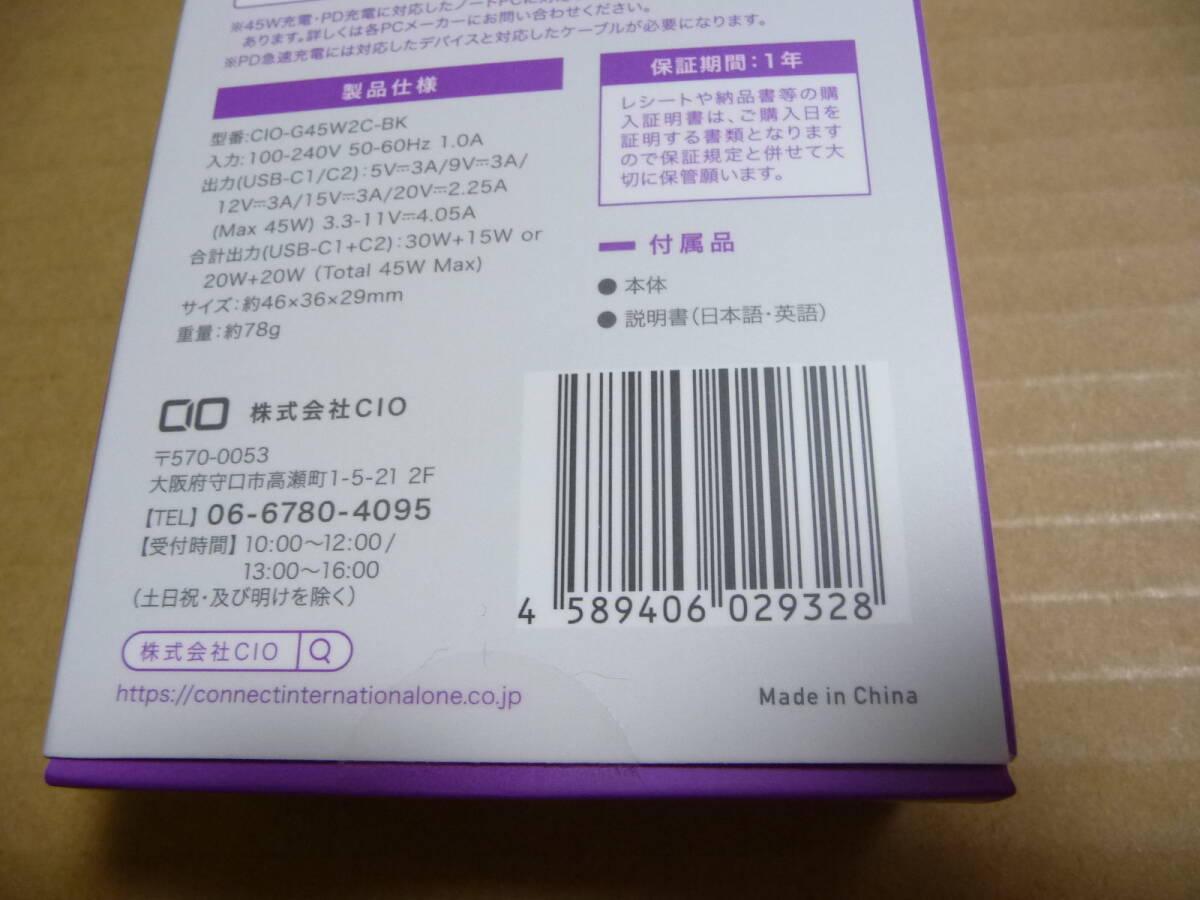 ※45W充電・PD充電に対応したノートPCに対応
あります。詳しくは各PCメーカーにお問い合わせください。
※PD急速充電には対応したデバイスと対応したケーブルが必要になります。
製品仕様
型番:CIO-G45W2C-BK
入力:100-240V 50-60Hz 1.0A
出力(USB-C1/C2):5V⎓3A/9V⎓3A/
12V⎓3A/15V⎓3A/20V⎓2.25A
(Max 45W) 3.3-11V⎓4.05A
合計出力(USB-C1+C2):30W+15W or
20W+20W (Total 45W Max)
サイズ:約46×36×29mm
重量:約78g
保証期間:1年
レシートや納品書等の購
入証明書は、ご購入日を
証明する書類となります
ので保証規定と併せて大
切に保管願います。
付属品
●本体
●説明書(日本語・英語)
CIO 株式会社CIO
〒570-0053
大阪府守口市高瀬町1-5-21 2F
【TEL】06-6780-4095
【受付時間】10:00〜12:00/
13:00〜16:00
(土日祝・及び明けを除く)
株式会社CIO
https://connectinternationalone.co.jp
4 589406 029328
Made in China